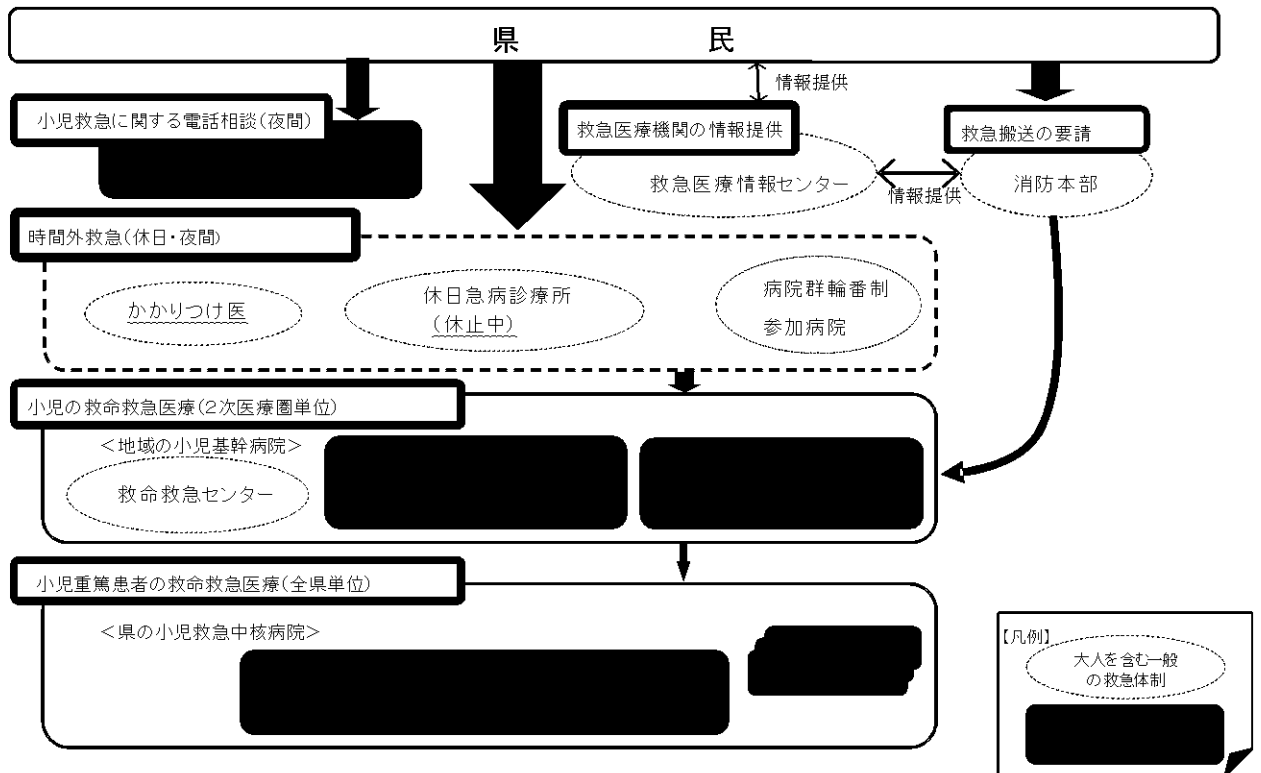 県　民
情報提供
小児救急に関する電話相談(夜間)
救急医療機関の情報提供
救急搬送の要請
救急医療情報センター
情報提供
消防本部
時間外救急(休日・夜間)
かかりつけ医
休日急病診療所
(休止中)
病院群輪番制
参加病院
小児の救命救急医療(2次医療圏単位)
<地域の小児基幹病院>
救命救急センター
小児重篤患者の救命救急医療(全県単位)
<県の小児救急中核病院>
【凡例】
大人を含む一般
の救急体制